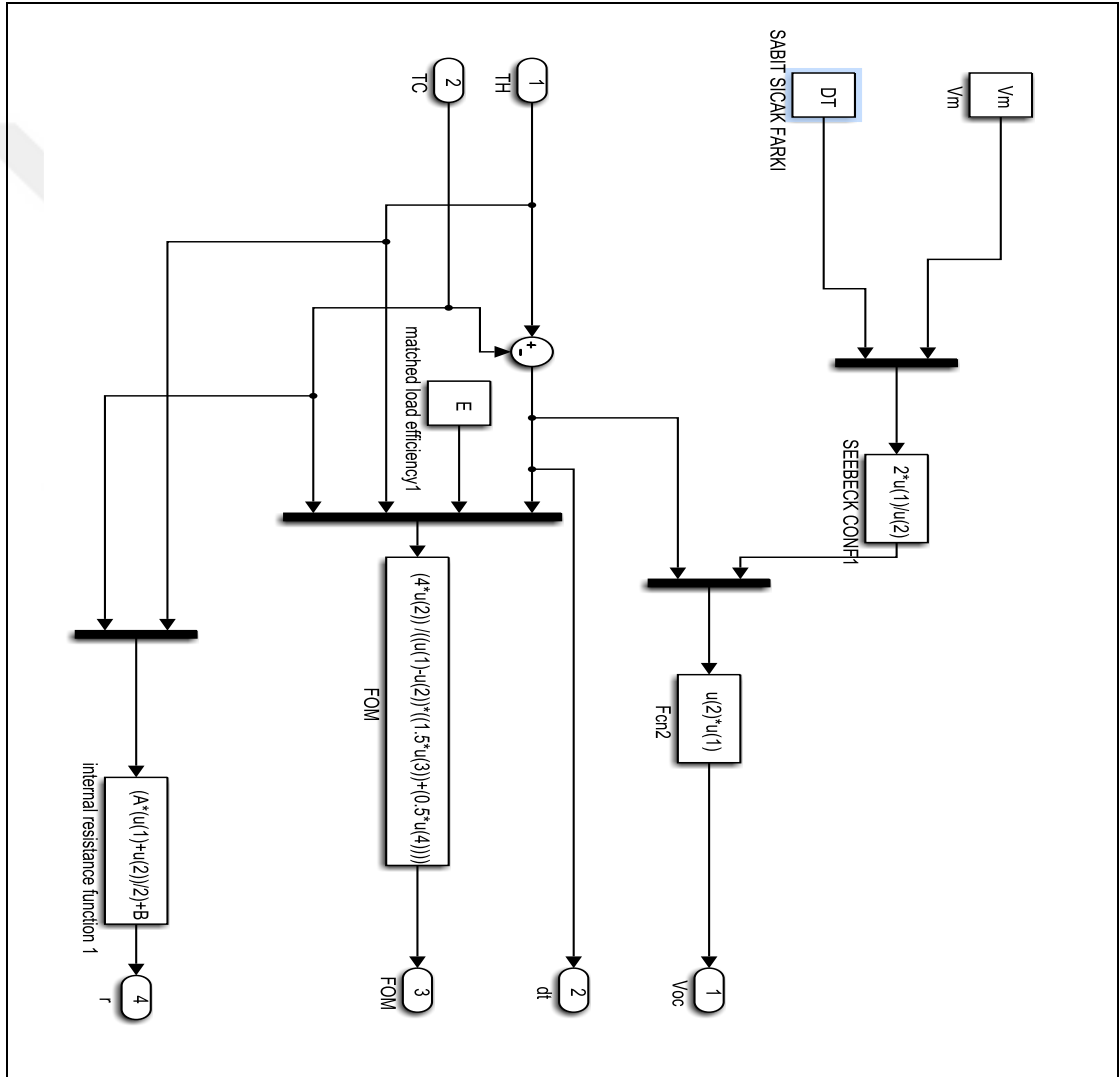 Vm
Vm
DT
SABIT SICAK FARKI
2*u(1)/u(2)
SEEBECK CONF1
u(2)*u(1)
Fcn2
1
Voc
1
TH
2
TC
+
-
2
dt
E
matched load efficiency1
(4*u(2)) /((u(1)-u(2))*((1.5*u(3))+(0.5*u(4))))
FOM
3
FOM
(A*(u(1)+u(2))/2)+B
internal resistance function 1
4
r